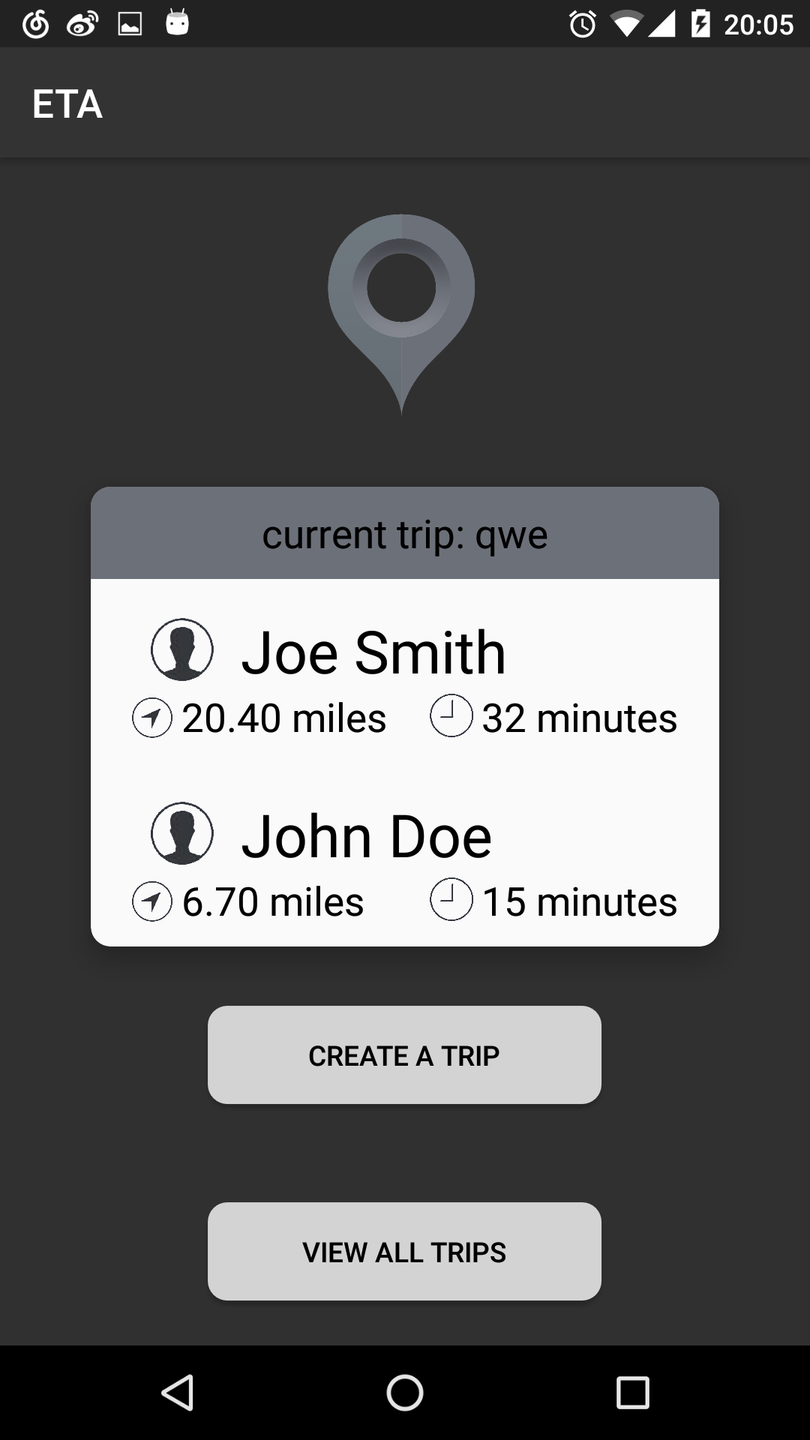 20:05
ETA
current trip: qwe
Joe Smith
20.40 miles 32 minutes
John Doe
6.70 miles 15 minutes
CREATE A TRIP
VIEW ALL TRIPS